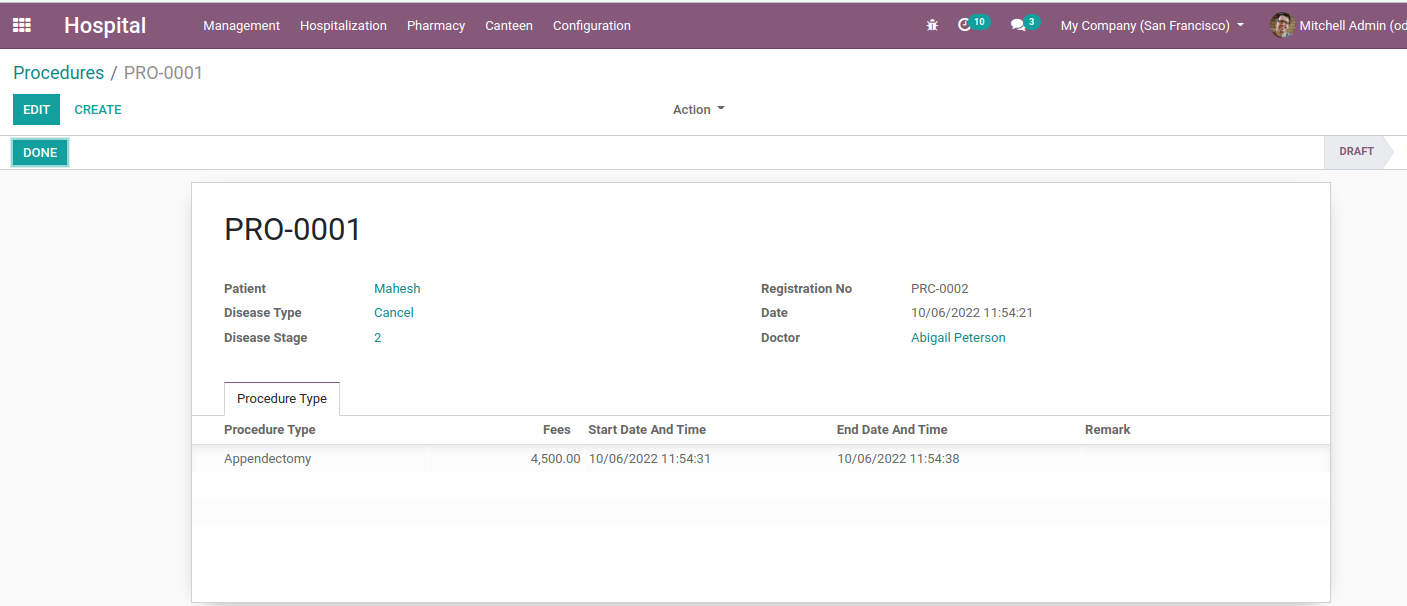 Hospital Management Hospitalization Pharmacy Canteen Configuration 10 3 My Company (San Francisco) Mitchell Admin (od
Procedures / PRO-0001
EDIT CREATE Action
DONE DRAFT
PRO-0001
Patient Mahesh Registration No PRC-0002
Disease Type Cancel Date 10/06/2022 11:54:21
Disease Stage 2 Doctor Abigail Peterson
Procedure Type
Procedure Type Fees Start Date And Time End Date And Time Remark
Appendectomy 4,500.00 10/06/2022 11:54:31 10/06/2022 11:54:38